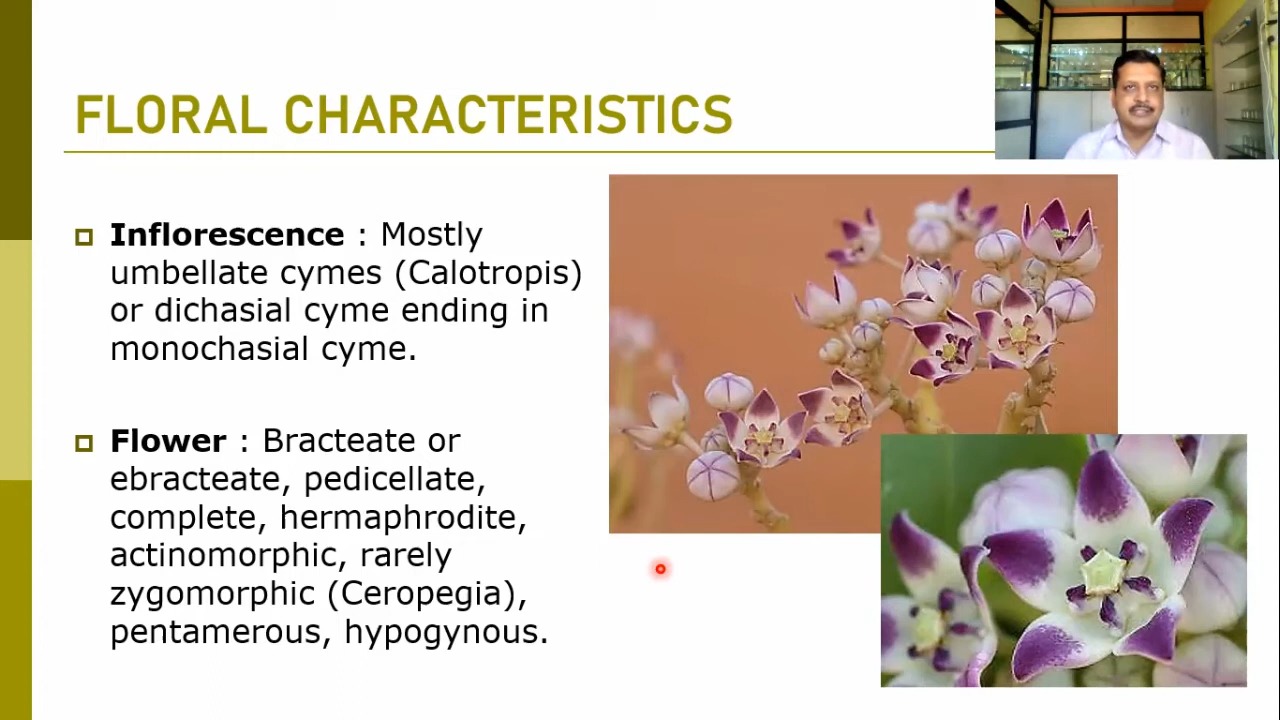 FLORAL CHARACTERISTICS
Inflorescence : Mostly
umbellate cymes (Calotropis)
or dichasial cyme ending in
monochasial cyme.
Flower : Bracteate or
ebracteate, pedicellate,
complete, hermaphrodite,
actinomorphic, rarely
zygomorphic (Ceropegia),
pentamerous, hypogynous.